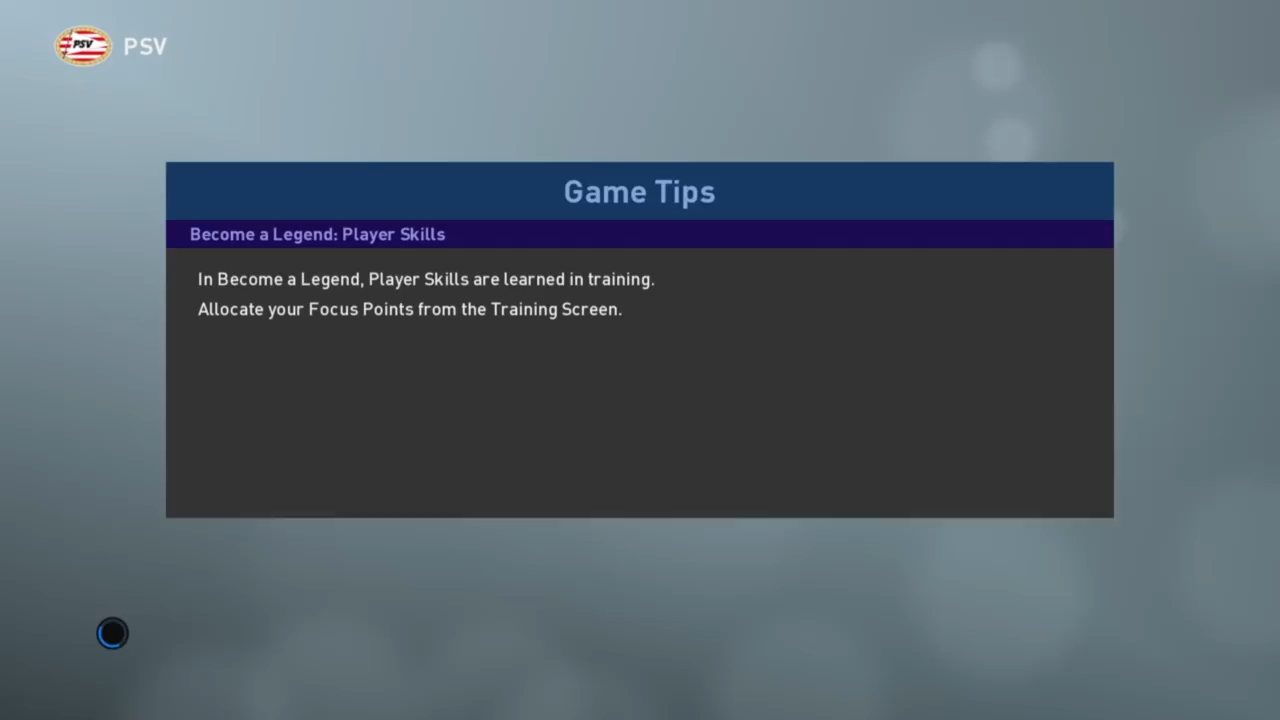 PSV
PSV
Game Tips
Become a Legend: Player Skills
In Become a Legend, Player Skills are learned in training.
Allocate your Focus Points from the Training Screen.